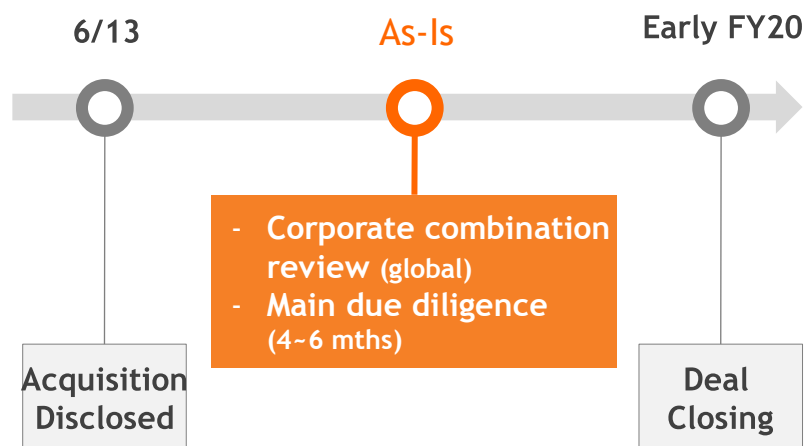 6/13
As-Is
Early FY20
- Corporate combination
review (global)
- Main due diligence
(4~6 mths)
Acquisition
Disclosed
Deal
Closing